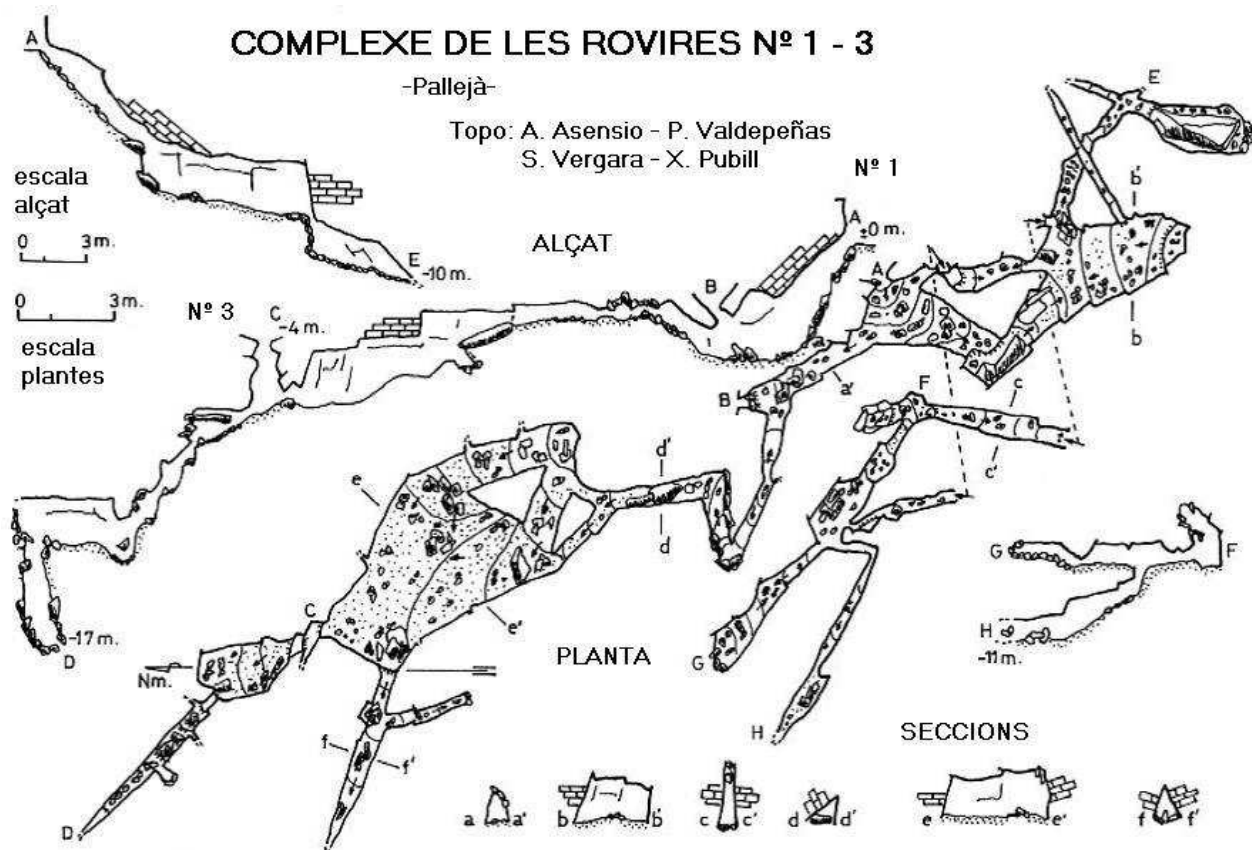 COMPLEXE DE LES ROVIRES Nº 1 - 3
-Pallejà-
Topo: A. Asensio - P. Valdepeñas
S. Vergara - X. Pubill
A
E
Nº 1
b'
escala
alçat
0 3m.
A
±0 m.
ALÇAT
E
-10 m.
B
A
0 3m.
Nº 3
C
-4 m.
b
escala
plantes
a'
B
F
c
c'
d'
e
d
G
F
C
e'
H
-11 m.
-17 m.
D
PLANTA
G
Nm.
H
SECCIONS
f
f'
D
a a' b b' c c' d d' e e' f f'